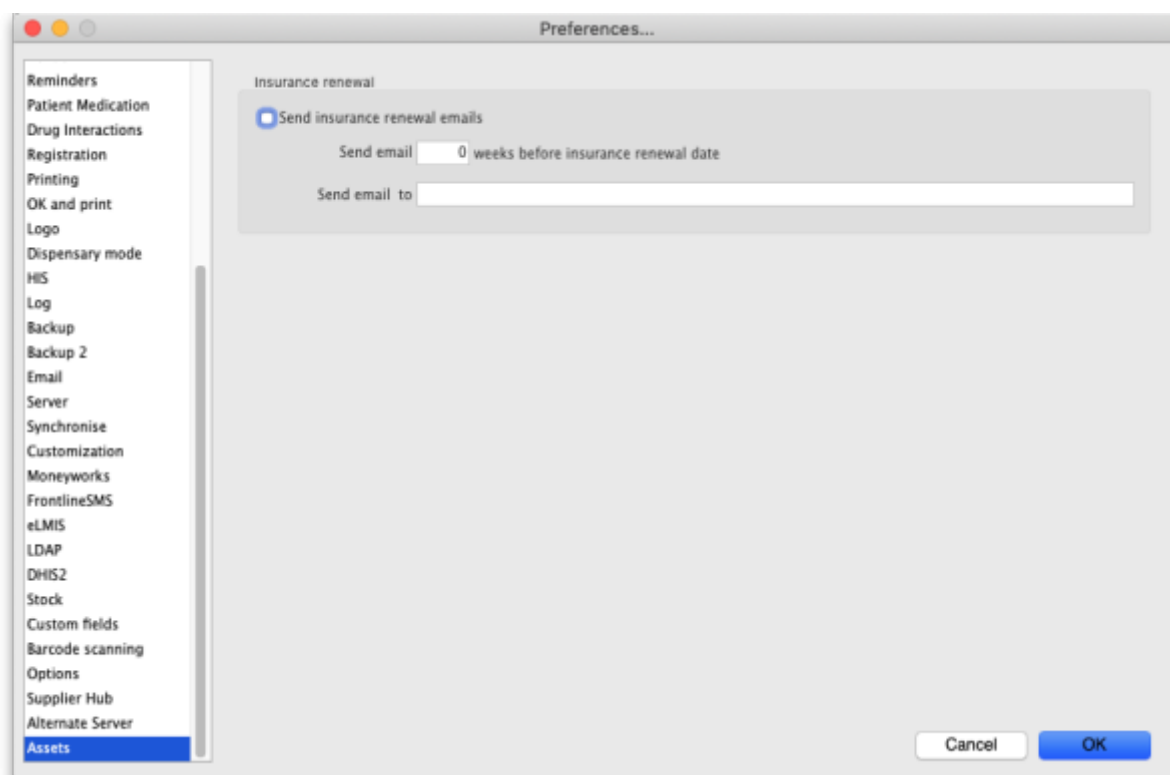 Preferences...
Reminders
Patient Medication
Drug Interactions
Registration
Printing
OK and print
Logo
Dispensary mode
HIS
Log
Backup
Backup 2
Email
Server
Synchronise
Customization
Moneyworks
FrontlineSMS
eLMIS
LDAP
DHIS2
Stock
Custom fields
Barcode scanning
Options
Supplier Hub
Alternate Server
Assets
Insurance renewal
Send insurance renewal emails
Send email 0 weeks before insurance renewal date
Send email to
Cancel OK